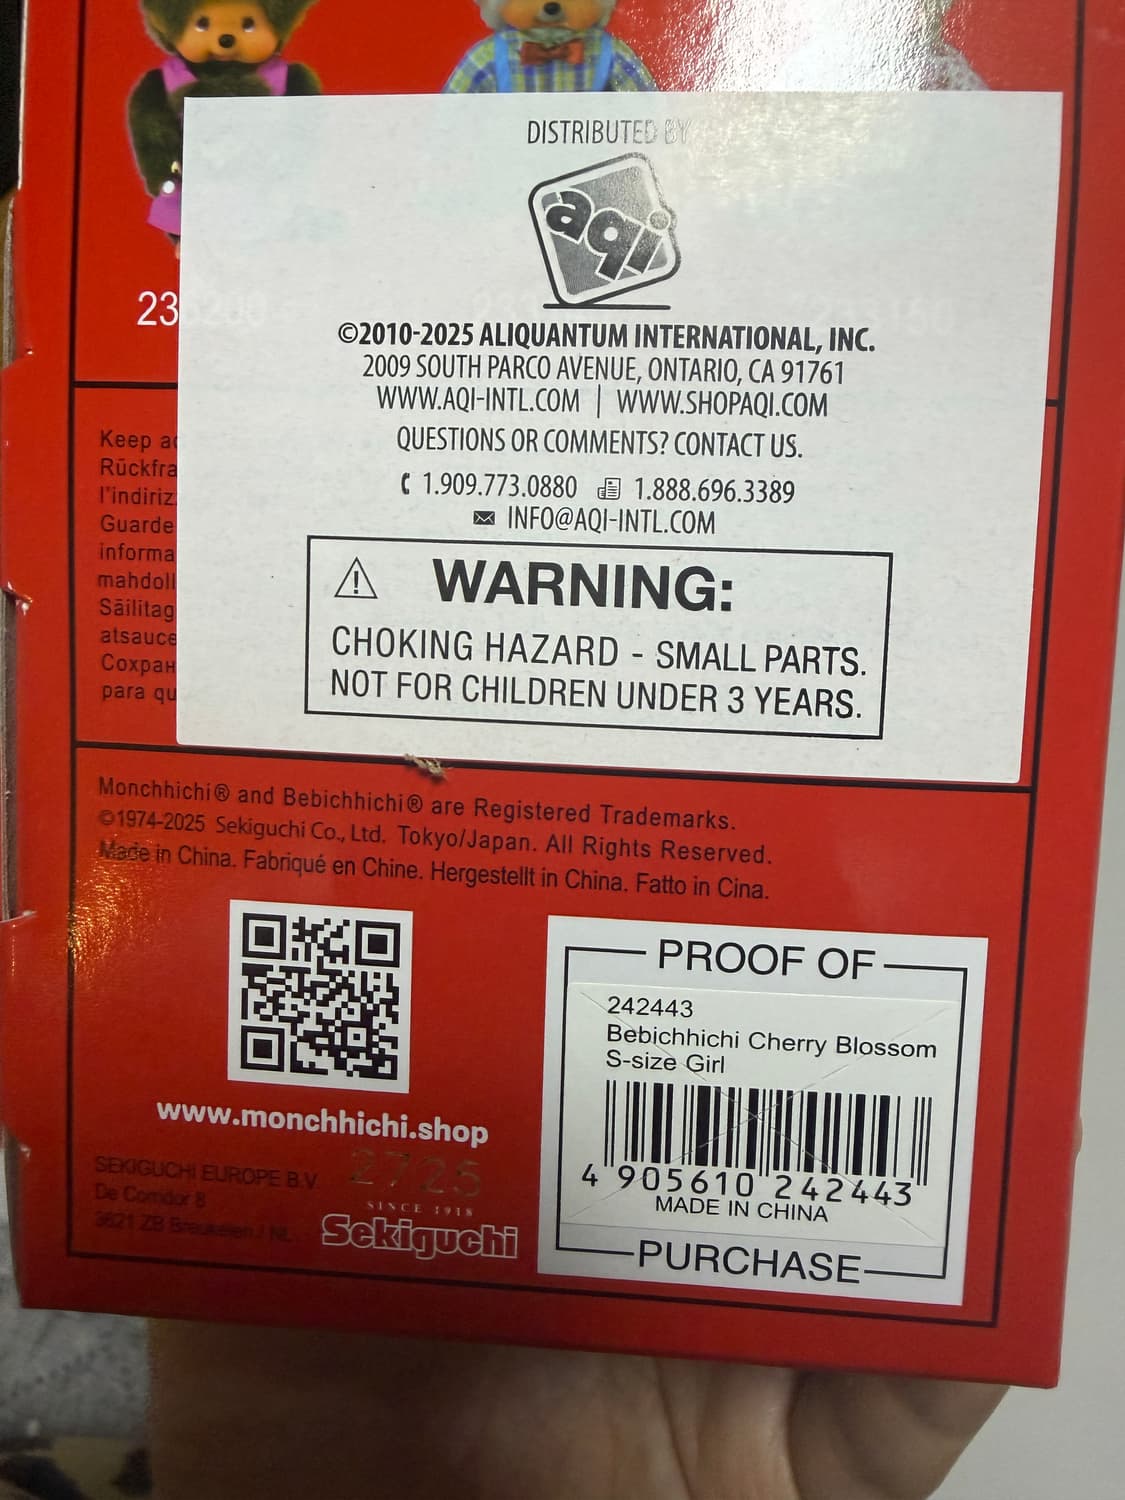 DISTRIBUTED BY
aqi
23
©2010-2025 ALIQUANTUM INTERNATIONAL, INC.
2009 SOUTH PARCO AVENUE, ONTARIO, CA 91761
WWW.AQI-INTL.COM | WWW.SHOPAQI.COM
QUESTIONS OR COMMENTS? CONTACT US.
1.909.773.0880 1.888.696.3389
INFO@AQI-INTL.COM
WARNING:
CHOKING HAZARD - SMALL PARTS.
NOT FOR CHILDREN UNDER 3 YEARS.
Keep
Rückfra
l'indiriz
Guarde
informa
mahdoll
Säilitag
atsauce
Сохран
para qu
Monchhichi® and Bebichhichi® are Registered Trademarks.
©1974-2025 Sekiguchi Co., Ltd. Tokyo/Japan. All Rights Reserved.
Made in China. Fabriqué en Chine. Hergestellt in China. Fatto in Cina.
www.monchhichi.shop
SEKIGUCHI EUROPE B.V.
De Corridor 8
3621 ZB Breukelen / NL
2725
SINCE 1918
Sekiguchi
PROOF OF
242443
Bebichhichi Cherry Blossom
S-size Girl
4 905610 242443
MADE IN CHINA
PURCHASE